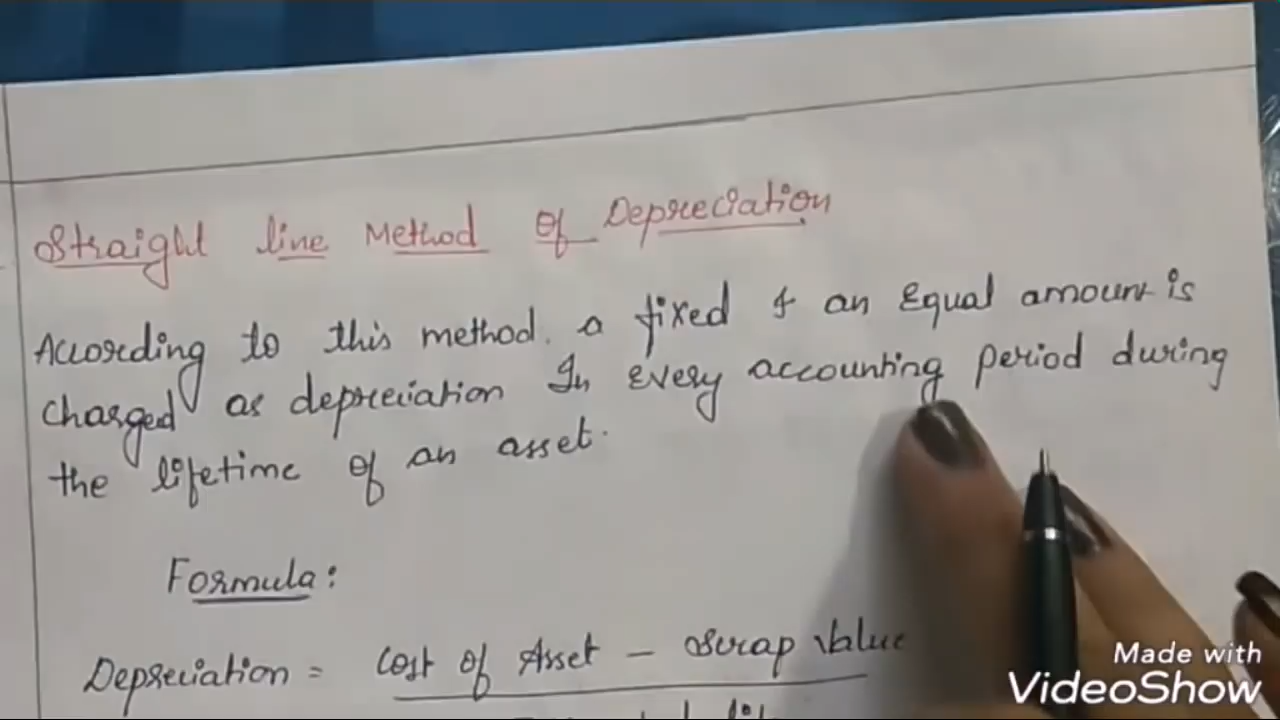 Straight line Method Of Depreciation
According to this method. a fixed & an Equal amount is
charged as depreciation In Every accounting period during
the lifetime of an asset.
Formula:
Depreciation = Cost of Asset - Scrap Value
Made with
VideoShow